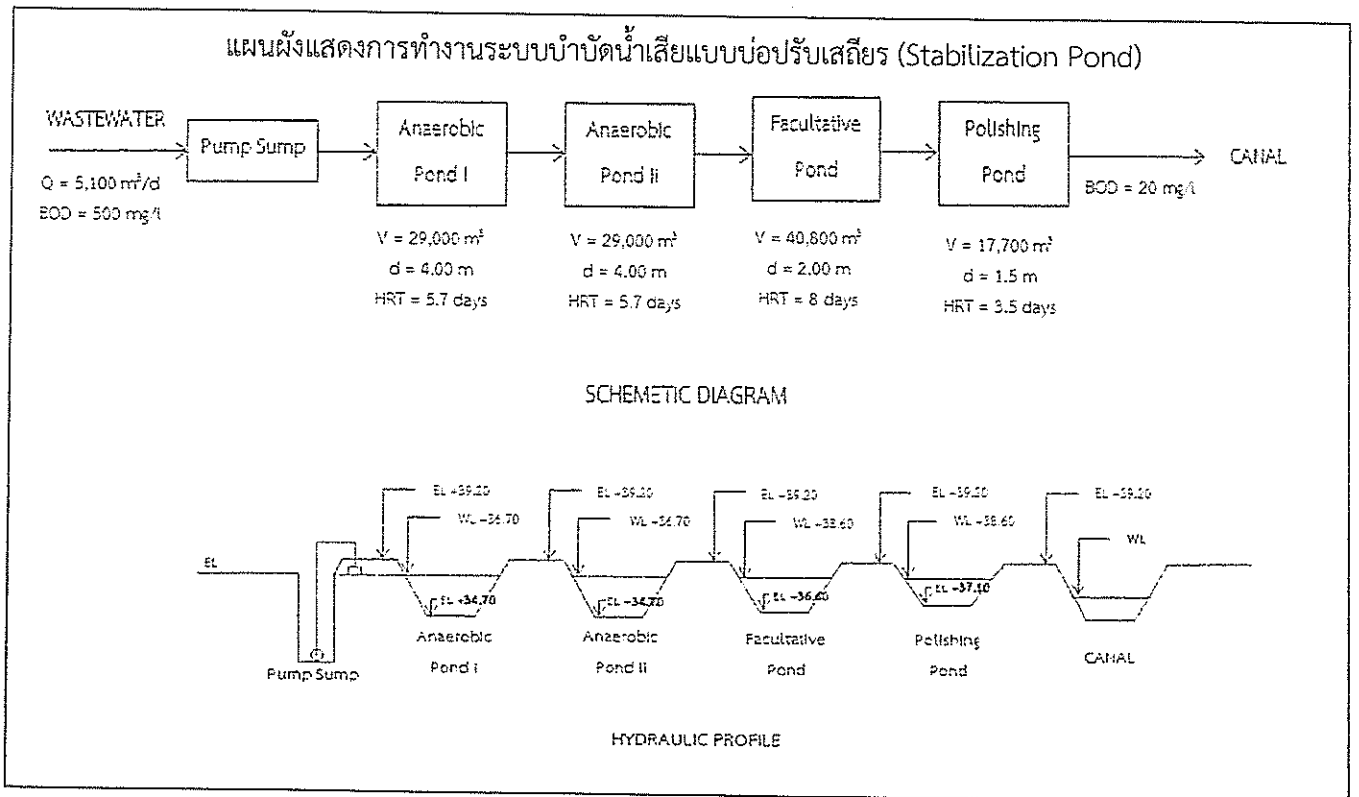 แผนผังแสดงการทำงานระบบบำบัดน้ำเสียแบบบ่อปรับเสถียร (Stabilization Pond)
WASTEWATER
Q = 5,100 m³/d
BOD = 500 mg/l
Pump Sump
Anaerobic
Pond I
V = 29,000 m³
d = 4.00 m
HRT = 5.7 days
Anaerobic
Pond Ii
V = 29,000 m³
d = 4.00 m
HRT = 5.7 days
Facultative
Pond
V = 40,800 m³
d = 2.00 m
HRT = 8 days
Polishing
Pond
V = 17,700 m³
d = 1.5 m
HRT = 3.5 days
BOD = 20 mg/l
CANAL
SCHEMETIC DIAGRAM
EL +39.20
EL +39.20
EL +39.20
EL +39.20
EL +39.20
WL
WL
WL +38.60
WL +38.60
WL
EL
EL +34.70
EL +34.70
EL +36.60
EL +37.10
Pump Sump
Anaerobic
Pond I
Anaerobic
Pond Ii
Facultative
Pond
Polishing
Pond
CANAL
HYDRAULIC PROFILE